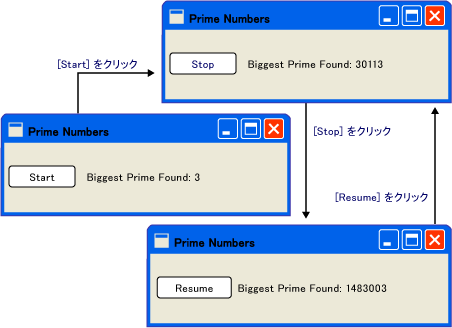 Prime Numbers
[Start] をクリック
Stop
Biggest Prime Found: 30113
Prime Numbers
[Stop] をクリック
Start
Biggest Prime Found: 3
[Resume] をクリック
Prime Numbers
Resume
Biggest Prime Found: 1483003